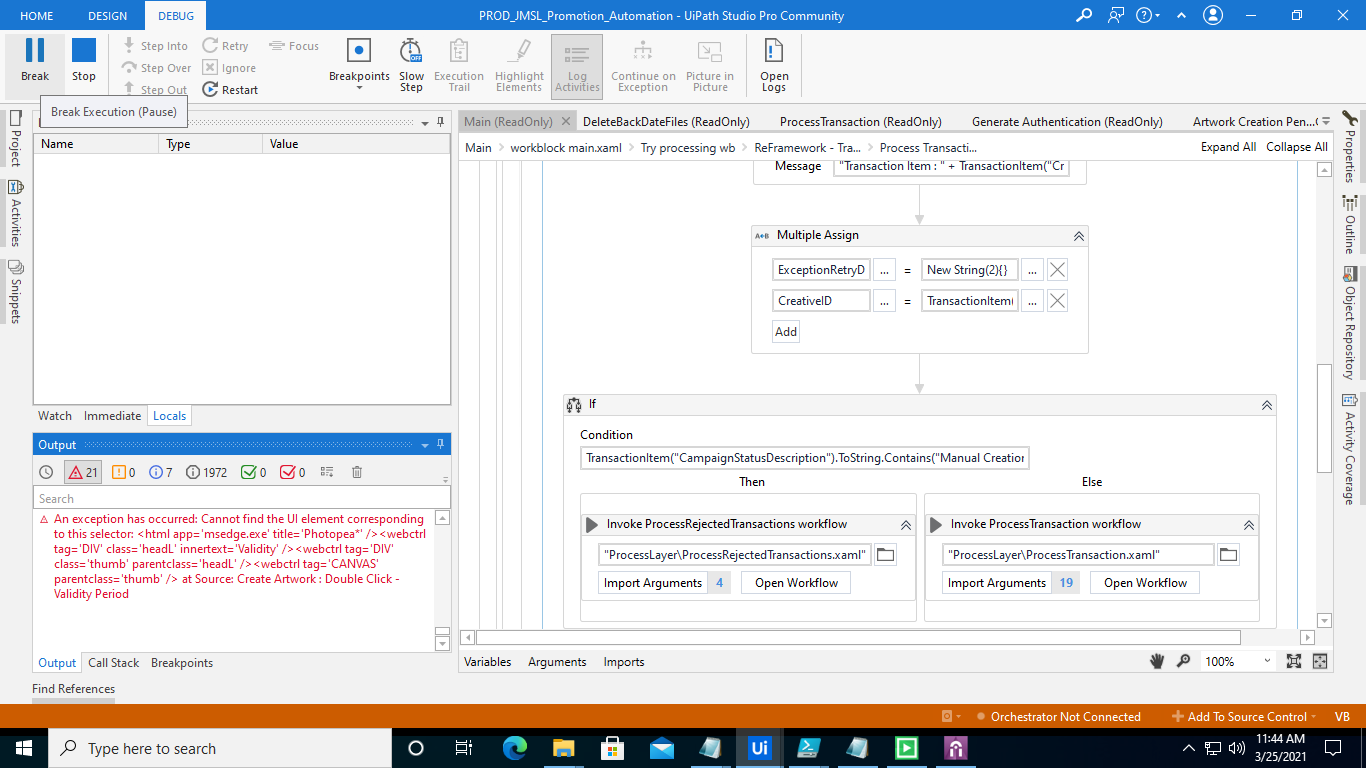 HOME DESIGN DEBUG PROD_JMSL_Promotion_Automation - UiPath Studio Pro Community
Break Stop Step Into Step Over Step Out Retry Ignore Restart Focus Breakpoints Slow Step Execution Trail Highlight Elements Log Activities Continue on Exception Picture in Picture Open Logs
Break Execution (Pause)
Main (ReadOnly) DeleteBackDateFiles (ReadOnly) ProcessTransaction (ReadOnly) Generate Authentication (ReadOnly) Artwork Creation Pen...
Main workblock main.xaml Try processing wb ReFramework - Tra... Process Transacti... Expand All Collapse All
Project
Activities
Snippets
Name Type Value
Watch Immediate Locals
Output
21 0 7 1972 0 0
Search
An exception has occurred: Cannot find the UI element corresponding
to this selector: <html app='msedge.exe' title='Photopea*' /><webctrl
tag='DIV' class='headL' innertext='Validity' /><webctrl tag='DIV'
class='thumb' parentclass='headL' /><webctrl tag='CANVAS'
parentclass='thumb' /> at Source: Create Artwork : Double Click -
Validity Period
Output Call Stack Breakpoints
Find References
Message "Transaction Item : " + TransactionItem("Cr
A+B Multiple Assign
ExceptionRetryD ... = New String(2){} ...
CreativeID ... = TransactionItem( ...
Add
If
Condition
TransactionItem("CampaignStatusDescription").ToString.Contains("Manual Creation
Then Else
Invoke ProcessRejectedTransactions workflow
"ProcessLayer\ProcessRejectedTransactions.xaml"
Import Arguments 4 Open Workflow
Invoke ProcessTransaction workflow
"ProcessLayer\ProcessTransaction.xaml"
Import Arguments 19 Open Workflow
Variables Arguments Imports 100%
Properties
Outline
Object Repository
Activity Coverage
Orchestrator Not Connected Add To Source Control VB
Type here to search
Ui
11:44 AM
3/25/2021